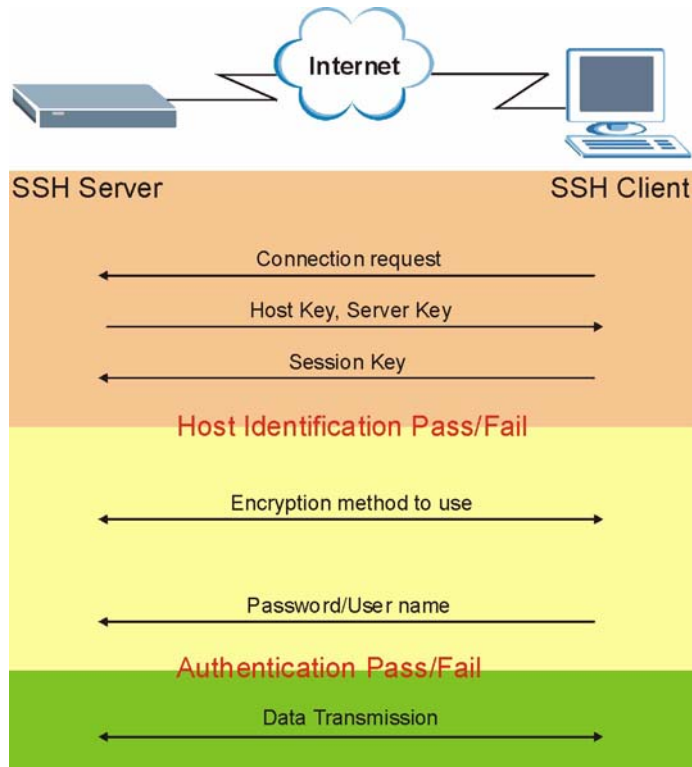 Internet
SSH Server
SSH Client
Connection request
Host Key, Server Key
Session Key
Host Identification Pass/Fail
Encryption method to use
Password/User name
Authentication Pass/Fail
Data Transmission